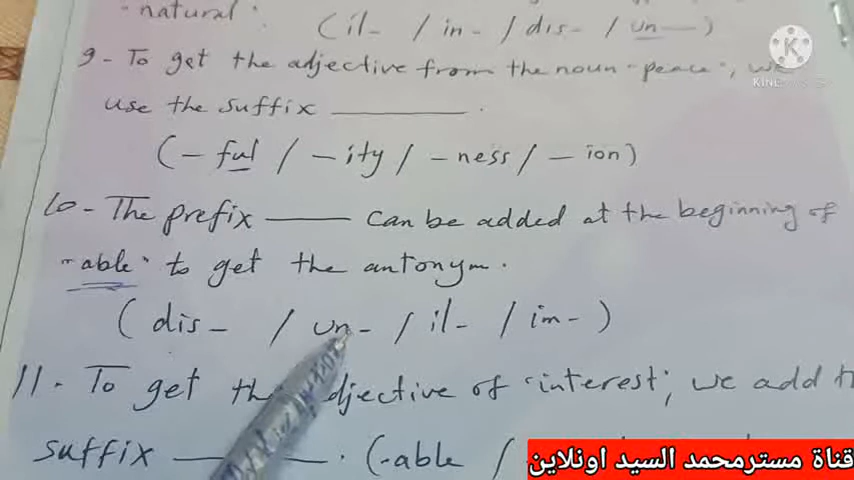 "natural". (il- / in- / dis- / un-)
9- To get the adjective from the noun "peace", we
use the suffix ______.
(-ful / -ity / -ness / -ion)
10- The prefix ______ can be added at the beginning of
"able" to get the antonym.
(dis- / un- / il- / im-)
11- To get the adjective of "interest", we add
suffix ______. (-able /
قناة مسترمحمد السيد اونلاين